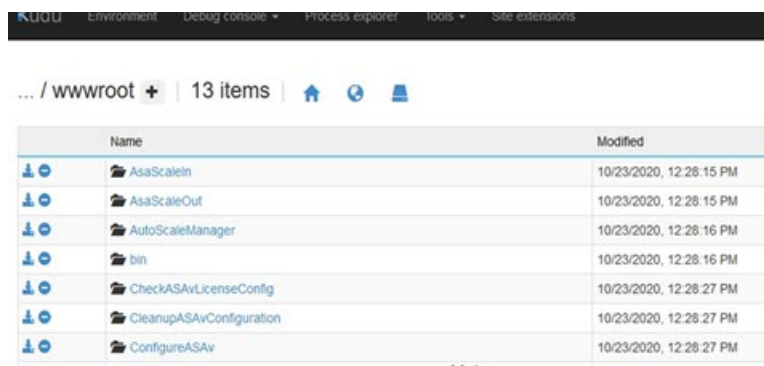 Kudu Environment Debug console Process explorer Tools Site extensions
... / wwwroot + | 13 items |
Name Modified
AsaScaleIn 10/23/2020, 12:28:15 PM
AsaScaleOut 10/23/2020, 12:28:15 PM
AutoScaleManager 10/23/2020, 12:28:16 PM
bin 10/23/2020, 12:28:16 PM
CheckASAvLicenseConfig 10/23/2020, 12:28:27 PM
CleanupASAvConfiguration 10/23/2020, 12:28:27 PM
ConfigureASAv 10/23/2020, 12:28:27 PM